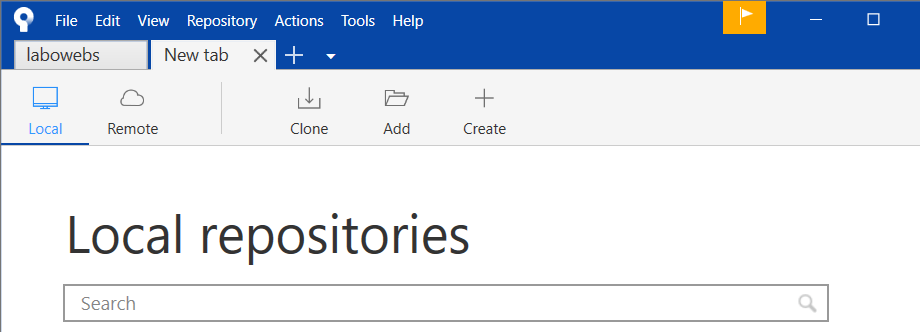 File Edit View Repository Actions Tools Help
labowebs New tab
Local Remote Clone Add Create
Local repositories
Search